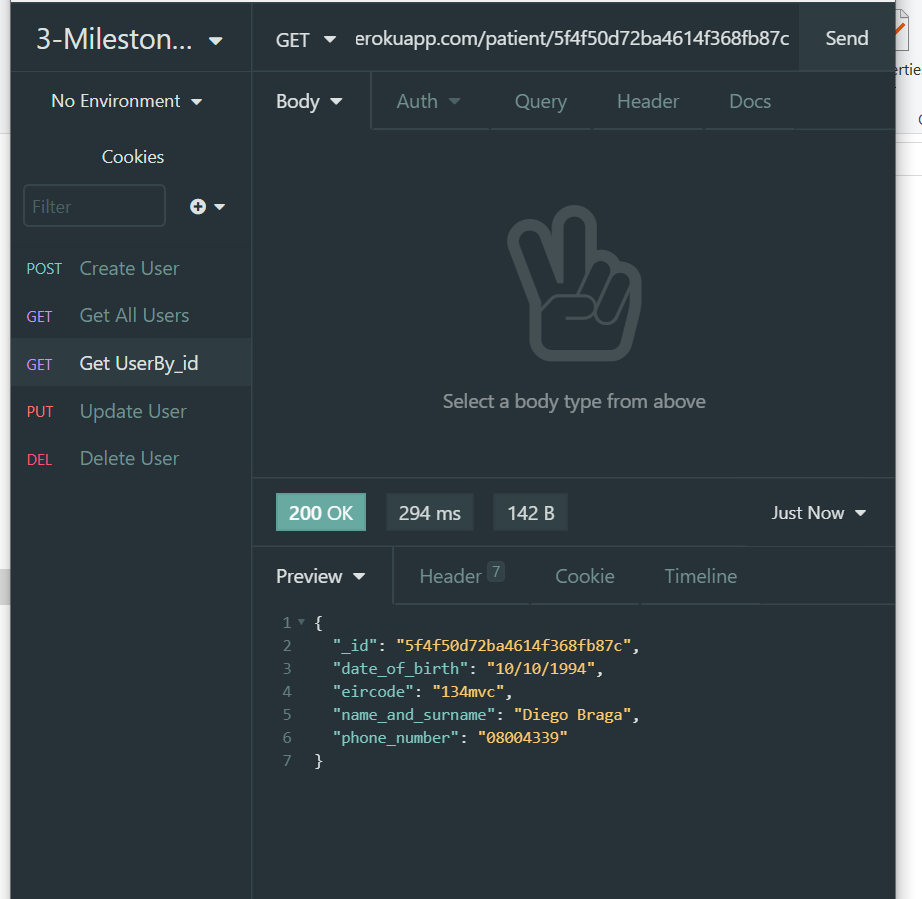 3-Mileston...
GET erokuapp.com/patient/5f4f50d72ba4614f368fb87c Send
No Environment
Cookies
Filter
POST Create User
GET Get All Users
GET Get UserBy_id
PUT Update User
DEL Delete User
Body Auth Query Header Docs
Select a body type from above
200 OK 294 ms 142 B Just Now
Preview Header 7 Cookie Timeline
1 {
2 "_id": "5f4f50d72ba4614f368fb87c",
3 "date_of_birth": "10/10/1994",
4 "eircode": "134mvc",
5 "name_and_surname": "Diego Braga",
6 "phone_number": "08004339"
7 }